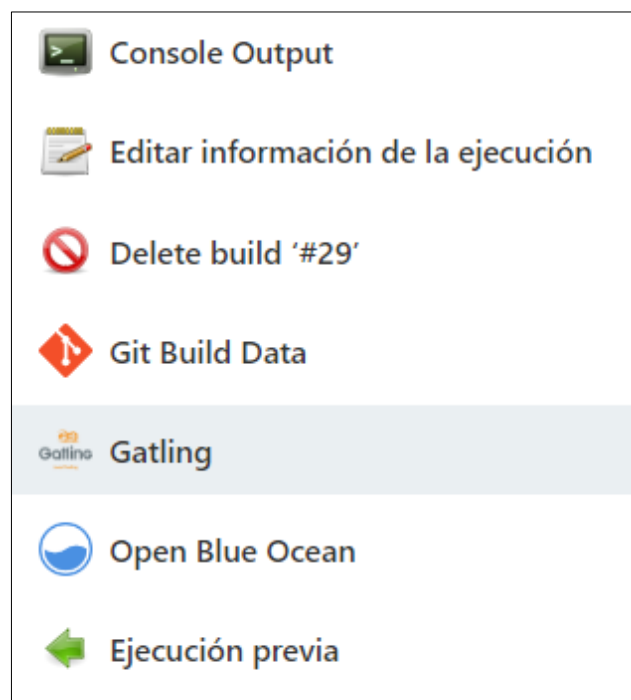 Console Output
Editar información de la ejecución
Delete build ‘#29’
Git Build Data
Gatling Gatling
Open Blue Ocean
Ejecución previa